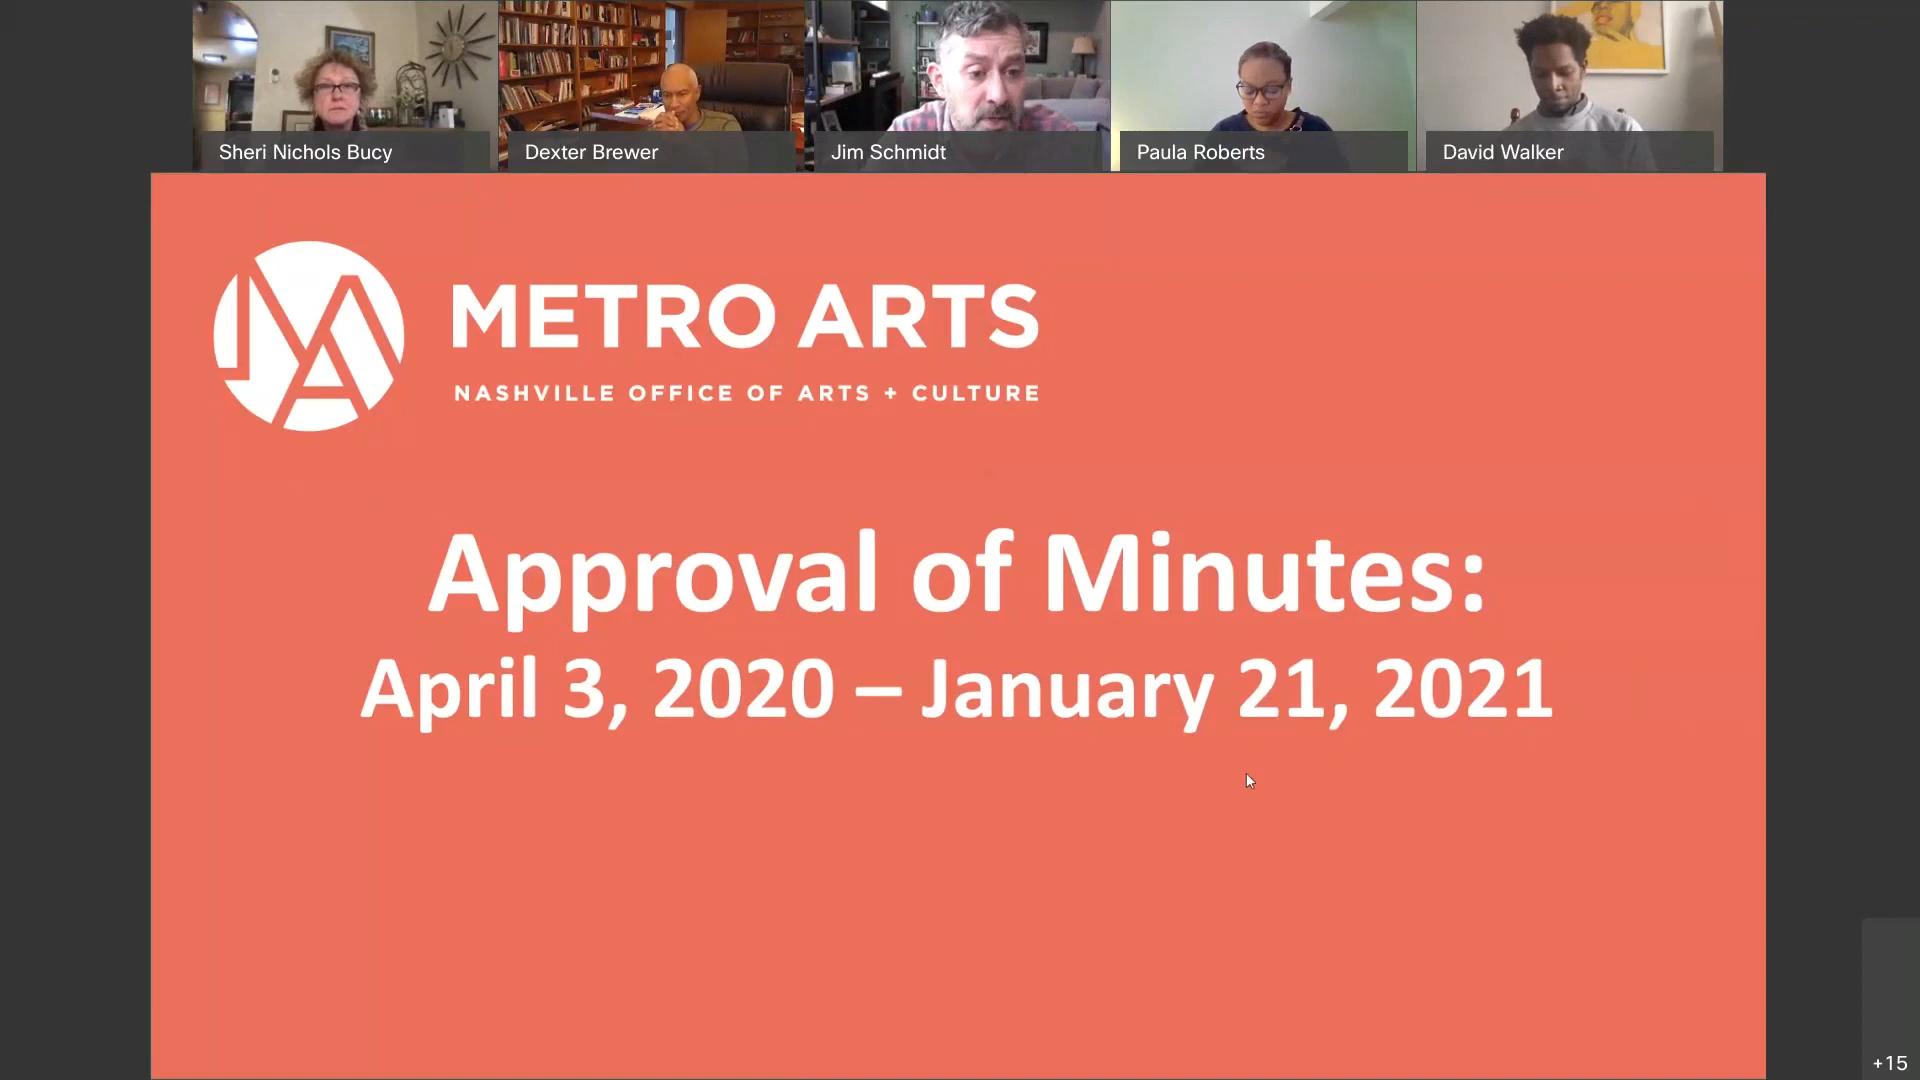 Sheri Nichols Bucy
Dexter Brewer
Jim Schmidt
Paula Roberts
David Walker
MA
METRO ARTS
NASHVILLE OFFICE OF ARTS + CULTURE
Approval of Minutes:
April 3, 2020 – January 21, 2021
+15